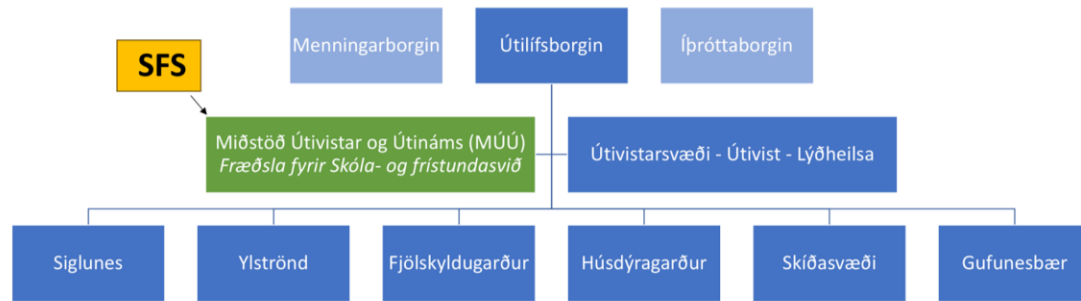 Menningarborgin
Útilífsborgin
Íþróttaborgin
SFS
Miðstöð Útivistar og Útináms (MÚÚ)
Fræðsla fyrir Skóla- og frístundasvið
Útivistarsvæði - Útivist - Lýðheilsa
Siglunes
Ylströnd
Fjölskyldugarður
Húsdýragarður
Skíðasvæði
Gufunesbær